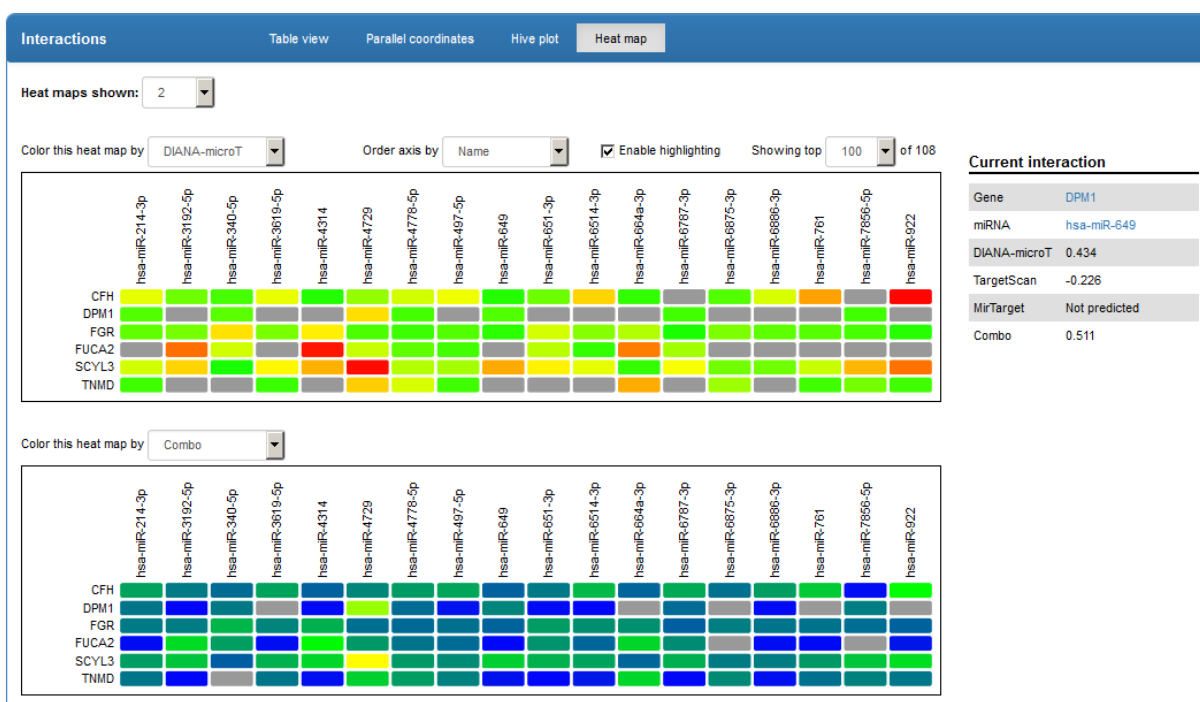 Interactions Table view Parallel coordinates Hive plot Heat map
Heat maps shown: 2
Color this heat map by DIANA-microT Order axis by Name Enable highlighting Showing top 100 of 108
hsa-miR-214-3p
hsa-miR-3192-5p
hsa-miR-340-5p
hsa-miR-3619-5p
hsa-miR-4314
hsa-miR-4729
hsa-miR-4778-5p
hsa-miR-497-5p
hsa-miR-649
hsa-miR-651-3p
hsa-miR-6514-3p
hsa-miR-664a-3p
hsa-miR-6787-3p
hsa-miR-6875-3p
hsa-miR-6886-3p
hsa-miR-761
hsa-miR-7856-5p
hsa-miR-922
CFH
DPM1
FGR
FUCA2
SCYL3
TNMD
Current interaction
Gene DPM1
miRNA hsa-miR-649
DIANA-microT 0.434
TargetScan -0.226
MirTarget Not predicted
Combo 0.511
Color this heat map by Combo
hsa-miR-214-3p
hsa-miR-3192-5p
hsa-miR-340-5p
hsa-miR-3619-5p
hsa-miR-4314
hsa-miR-4729
hsa-miR-4778-5p
hsa-miR-497-5p
hsa-miR-649
hsa-miR-651-3p
hsa-miR-6514-3p
hsa-miR-664a-3p
hsa-miR-6787-3p
hsa-miR-6875-3p
hsa-miR-6886-3p
hsa-miR-761
hsa-miR-7856-5p
hsa-miR-922
CFH
DPM1
FGR
FUCA2
SCYL3
TNMD